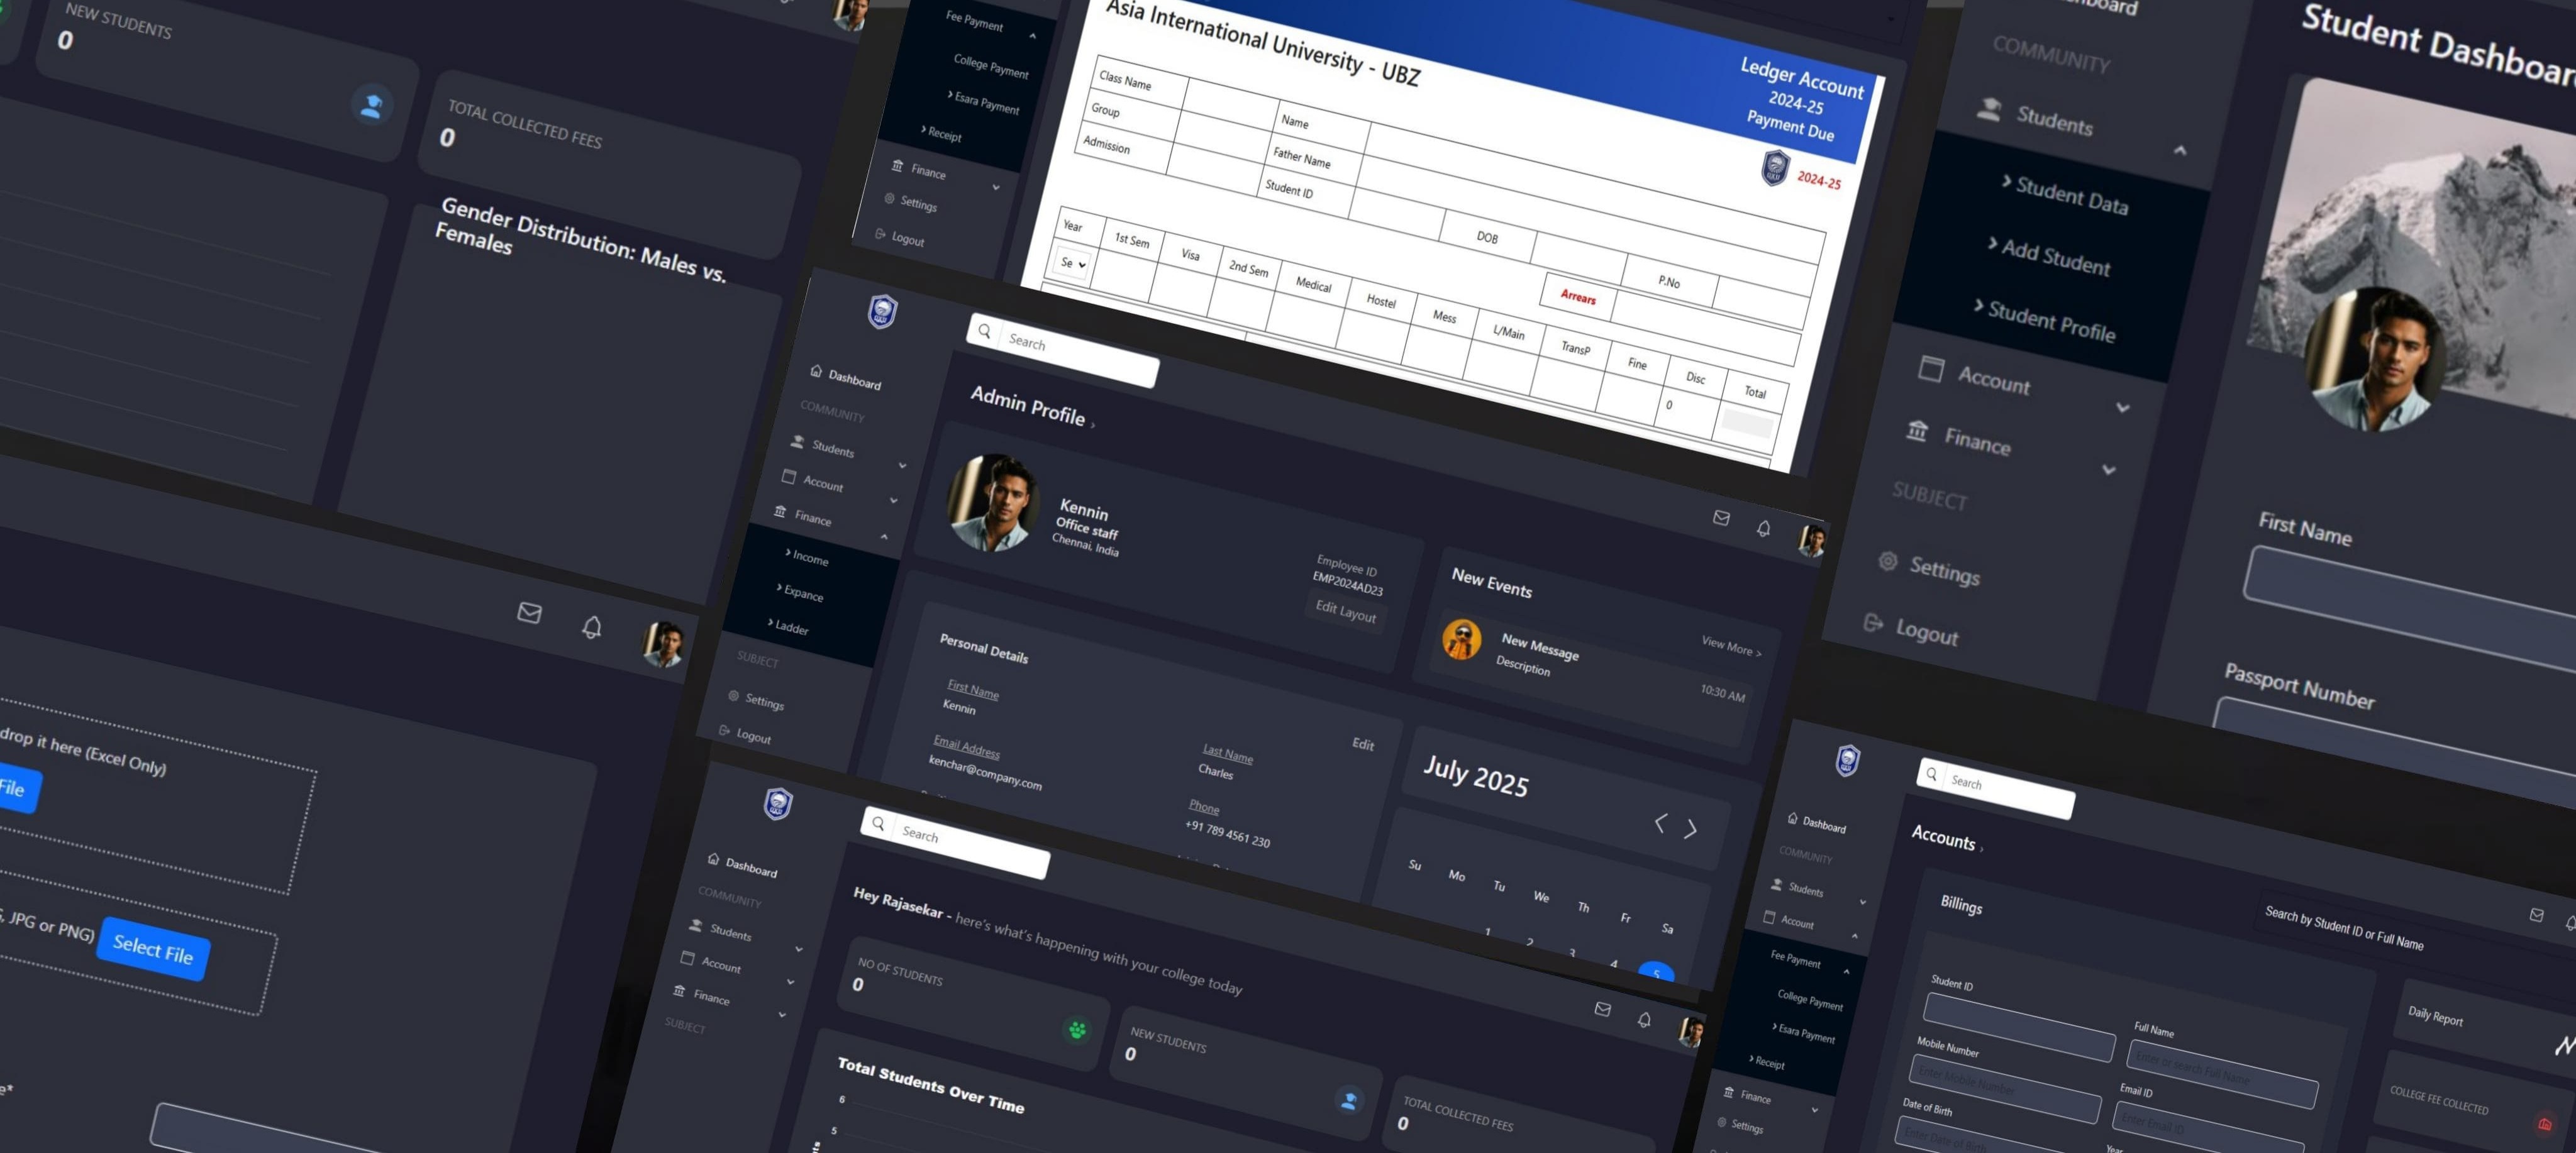 NEW STUDENTS
0
TOTAL COLLECTED FEES
0
Gender Distribution: Males vs.
Females
drop it here (Excel Only)
File
JPG or PNG)
Select File
Fee Payment
College Payment
Esara Payment
Receipt
Finance
Settings
Logout
Asia International University - UBZ
Ledger Account
2024-25
Payment Due
2024-25
Class Name
Group
Admission
Name
Father Name
Student ID
DOB
P.No
Arrears
Year
1st Sem
Visa
2nd Sem
Medical
Hostel
Mess
L/Main
TransP
Fine
Disc
Total
Se
0
Search
Dashboard
COMMUNITY
Students
Account
Finance
Income
Expance
Ladder
SUBJECT
Settings
Logout
Admin Profile
Kennin
Office staff
Chennai, India
Employee ID
EMP2024AD23
Edit Layout
Personal Details
Edit
First Name
Kennin
Last Name
Charles
Email Address
kenchar@company.com
Phone
+91 789 4561 230
New Events
View More >
New Message
Description
10:30 AM
July 2025
Su Mo Tu We Th Fr Sa
1 2 3 4 5
Search
Dashboard
COMMUNITY
Students
Account
Finance
SUBJECT
Hey Rajasekar - here's what's happening with your college today
NO OF STUDENTS
0
NEW STUDENTS
0
TOTAL COLLECTED FEES
0
Total Students Over Time
6
5
COMMUNITY
Students
Student Data
Add Student
Student Profile
Account
Finance
SUBJECT
Settings
Logout
Student Dashboar
First Name
Passport Number
Search
Dashboard
COMMUNITY
Students
Account
Fee Payment
College Payment
Esara Payment
Receipt
Finance
Settings
Accounts
Billings
Search by Student ID or Full Name
Student ID
Full Name
Enter or search Full Name
Mobile Number
Enter Mobile Number
Email ID
Enter Email ID
Date of Birth
Enter Date of Birth
Daily Report
COLLEGE FEE COLLECTED